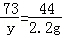 73/y = 44/2.2g